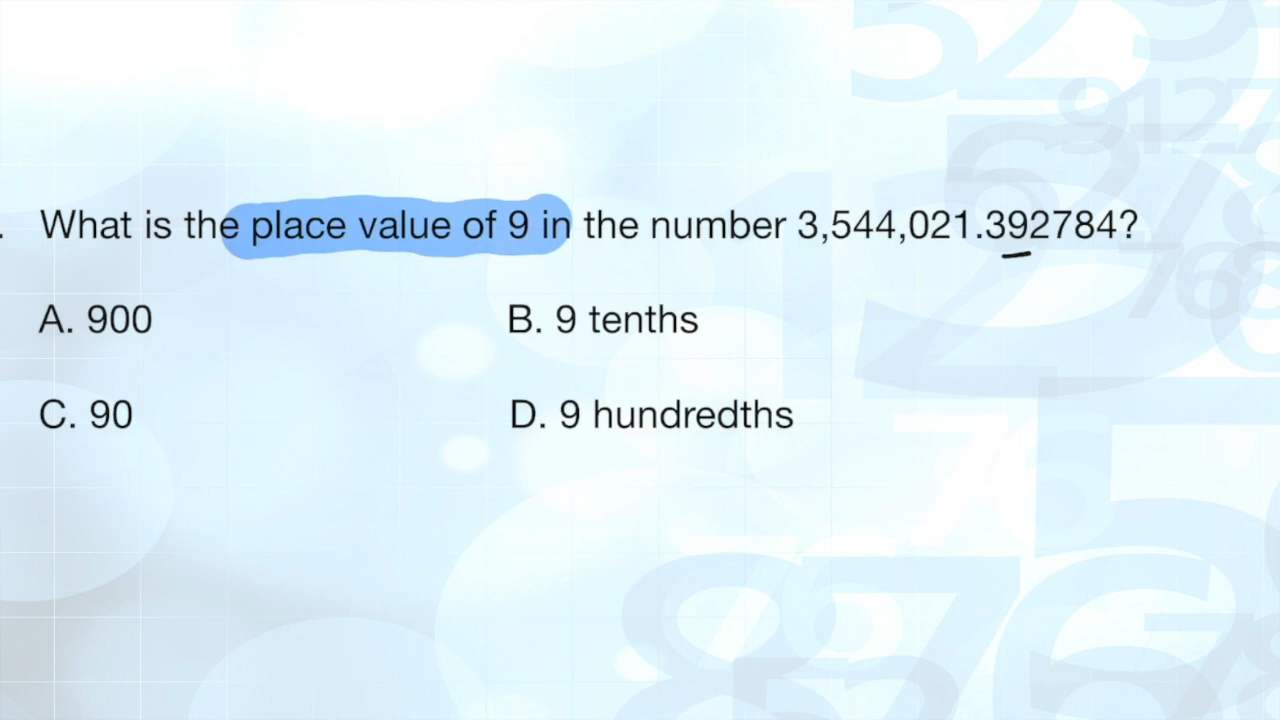 . What is the place value of 9 in the number 3,544,021.392784?
A. 900 B. 9 tenths
C. 90 D. 9 hundredths